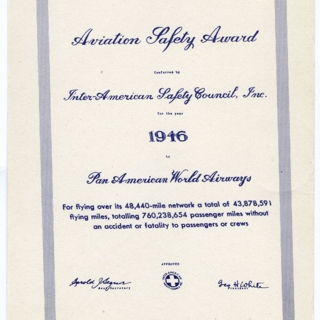 Aviation Safety Award
Conferred by
Inter-American Safety Council, Inc.
for the year
1946
to
Pan American World Airways
For flying over its 48,440-mile network a total of 43,878,591
flying miles, totalling 760,238,654 passenger miles without
an accident or fatality to passengers or crews
APPROVED